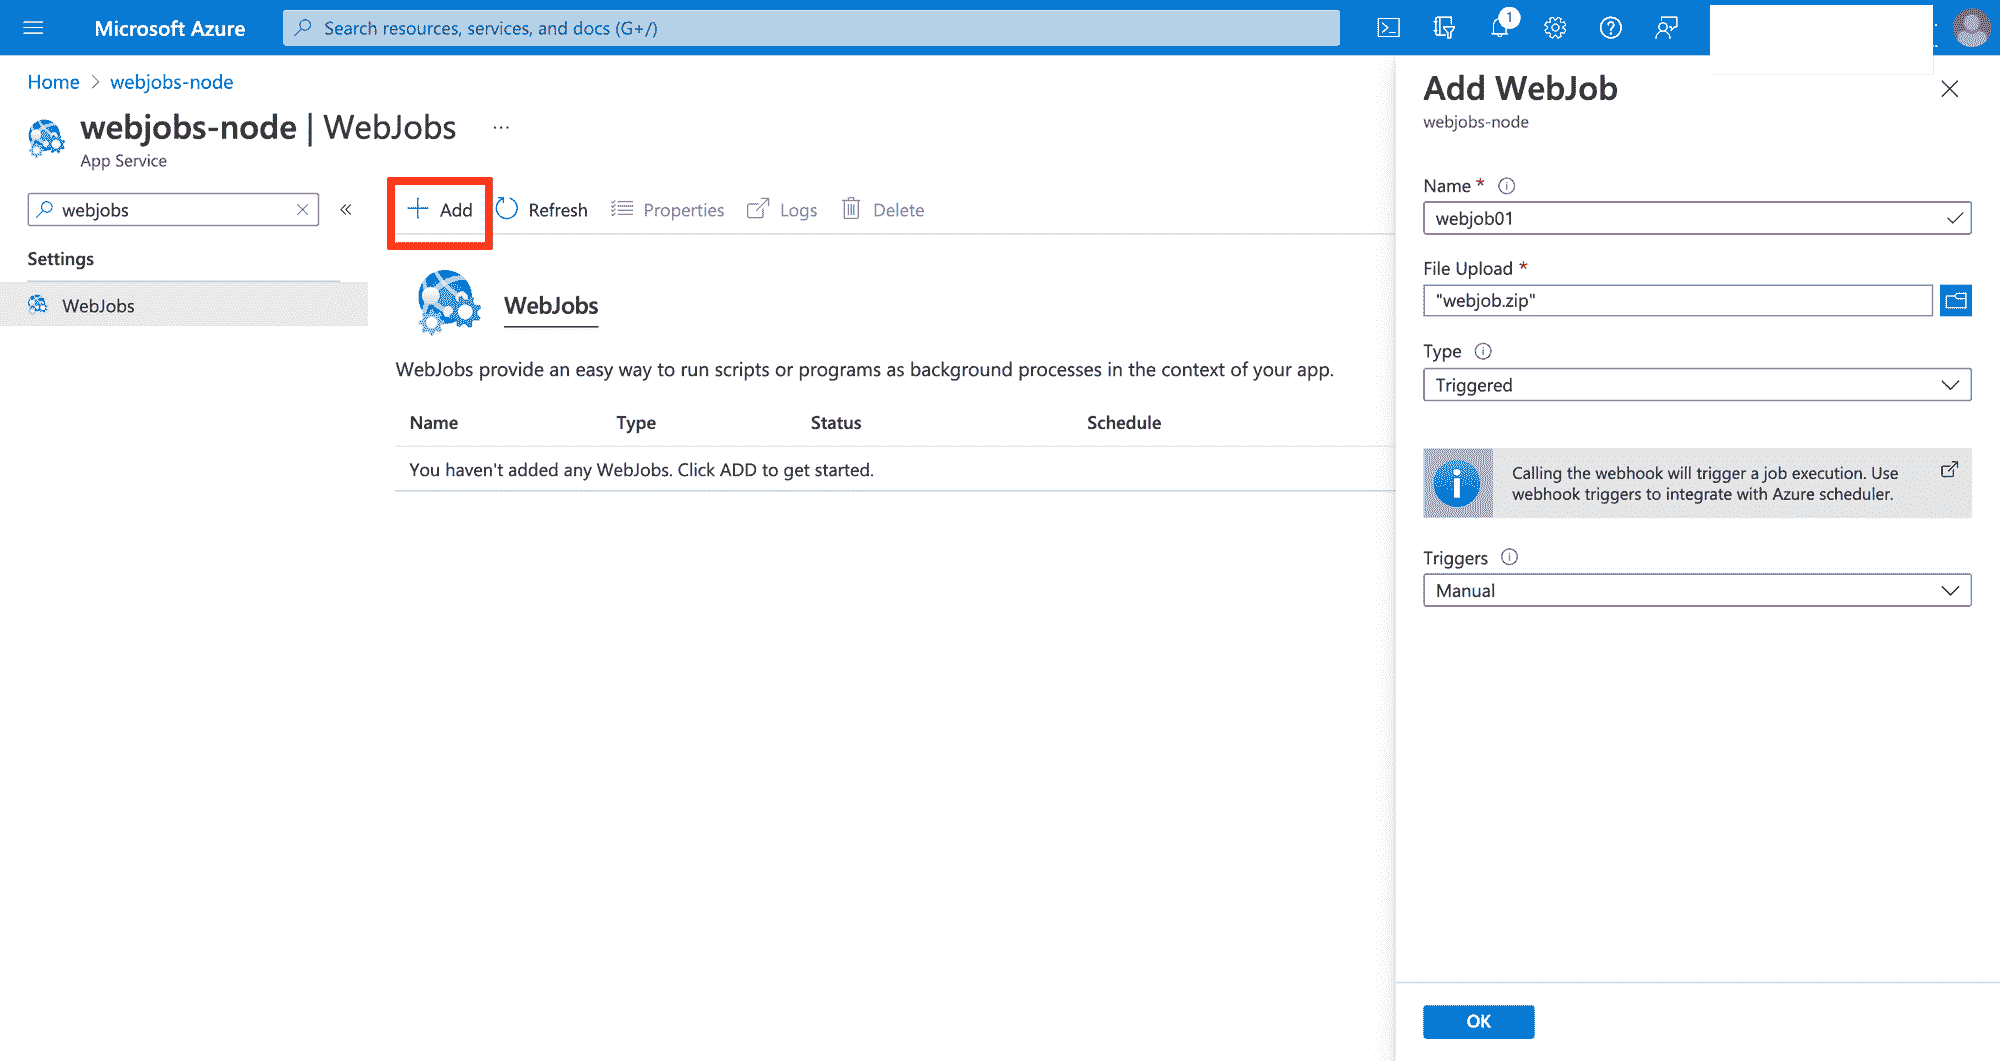 Microsoft Azure
Search resources, services, and docs (G+/)
1
Home > webjobs-node
webjobs-node | WebJobs ...
App Service
webjobs
«
Settings
WebJobs
Add
Refresh
Properties
Logs
Delete
WebJobs
WebJobs provide an easy way to run scripts or programs as background processes in the context of your app.
Name Type Status Schedule
You haven't added any WebJobs. Click ADD to get started.
Add WebJob
webjobs-node
Name *
webjob01
File Upload *
"webjob.zip"
Type
Triggered
Calling the webhook will trigger a job execution. Use
webhook triggers to integrate with Azure scheduler.
Triggers
Manual
OK